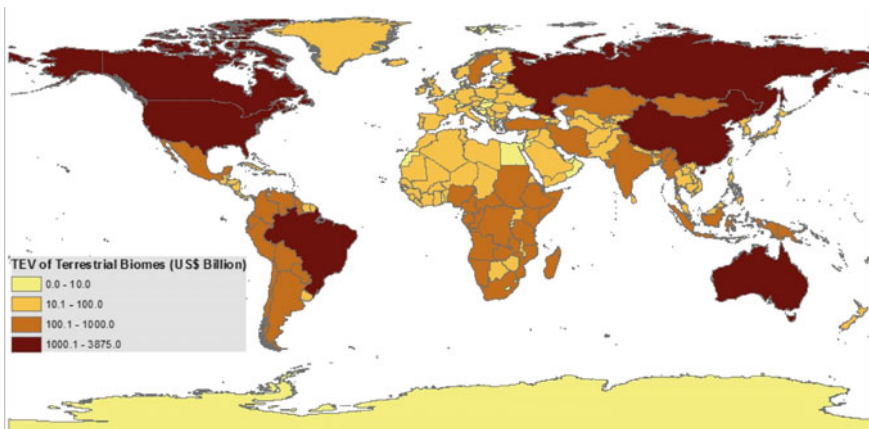 TEV of Terrestrial Biomes (US$ Billion)
0.0 - 10.0
10.1 - 100.0
100.1 - 1000.0
1000.1 - 3875.0